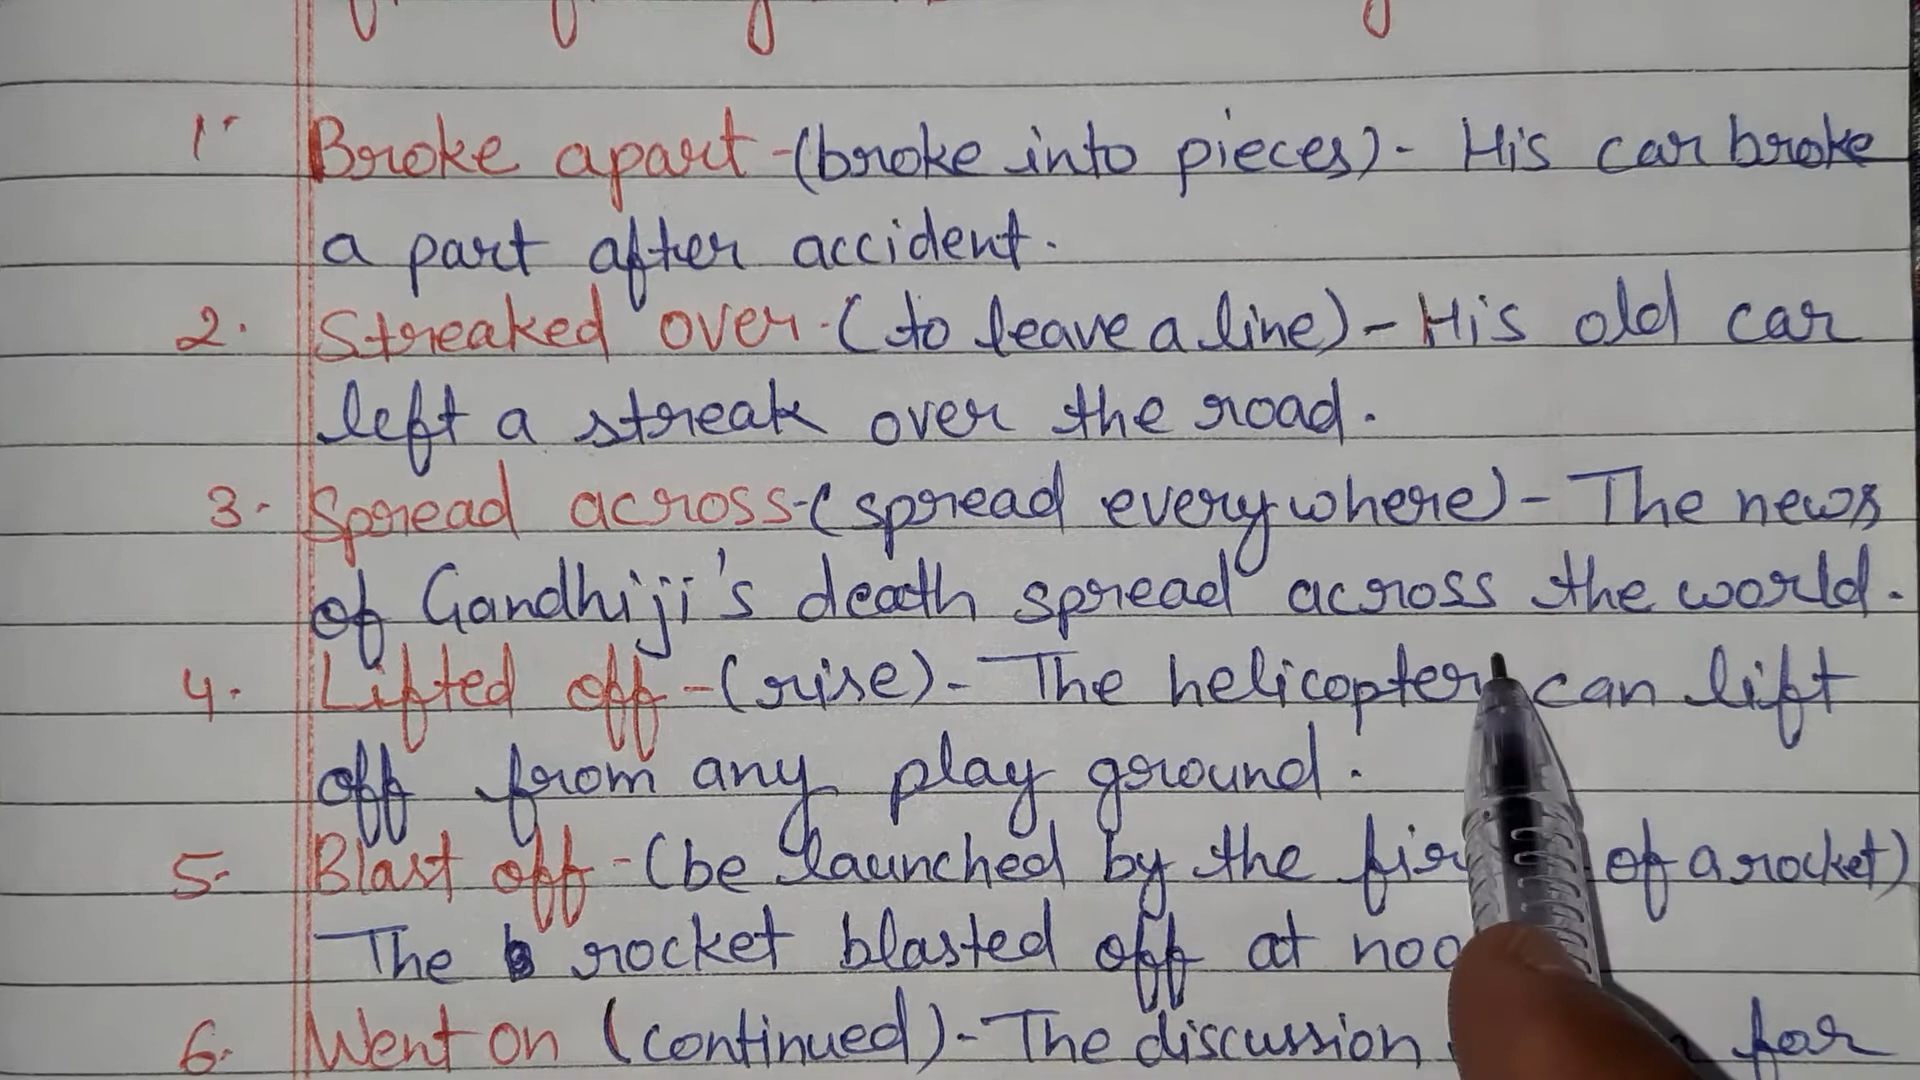 1. Broke apart - (broke into pieces) - His car broke
a part after accident.
2. Streaked over - (to leave a line) - His old car
left a streak over the road.
3. Spread across - (spread everywhere) - The news
of Gandhiji's death spread across the world.
4. Lifted off - (rise) - The helicopter can lift
off from any play ground.
5. Blast off - (be launched by the of a rocket)
The rocket blasted off at
6. Went on (continued) - The discussion for